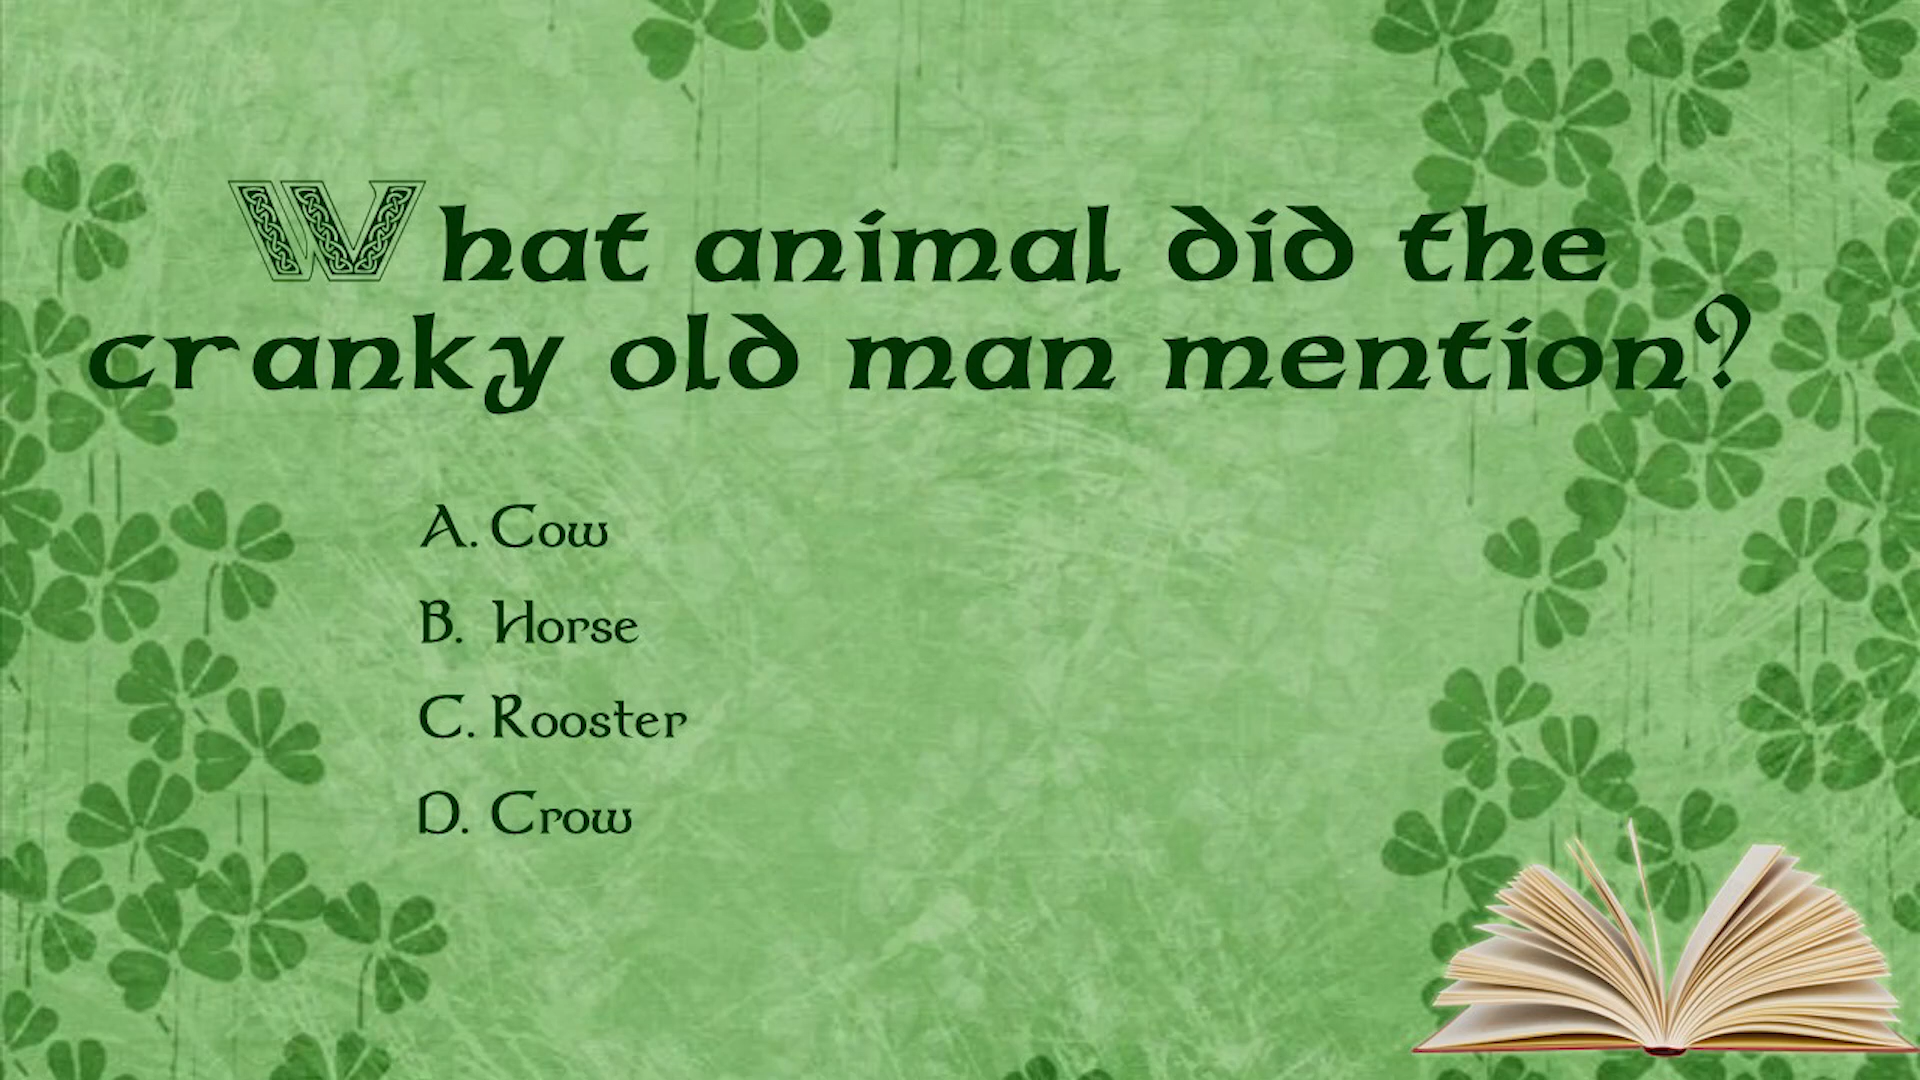 What animal did the
cranky old man mention?
A. Cow
B. Horse
C. Rooster
D. Crow